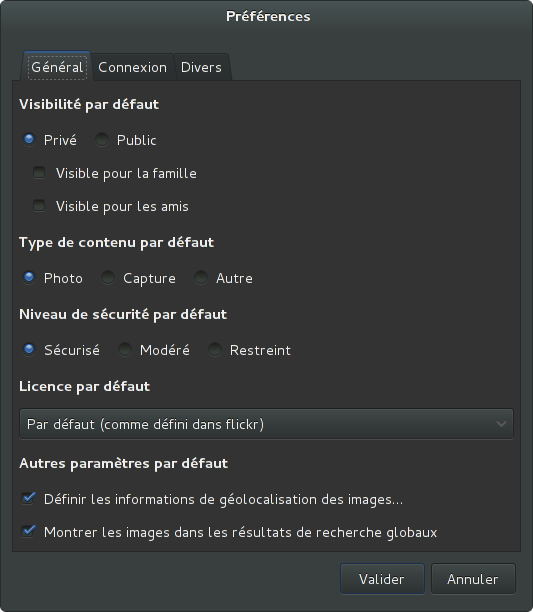 Préférences
Général Connexion Divers
Visibilité par défaut
Privé Public
Visible pour la famille
Visible pour les amis
Type de contenu par défaut
Photo Capture Autre
Niveau de sécurité par défaut
Sécurisé Modéré Restreint
Licence par défaut
Par défaut (comme défini dans flickr)
Autres paramètres par défaut
Définir les informations de géolocalisation des images...
Montrer les images dans les résultats de recherche globaux
Valider Annuler